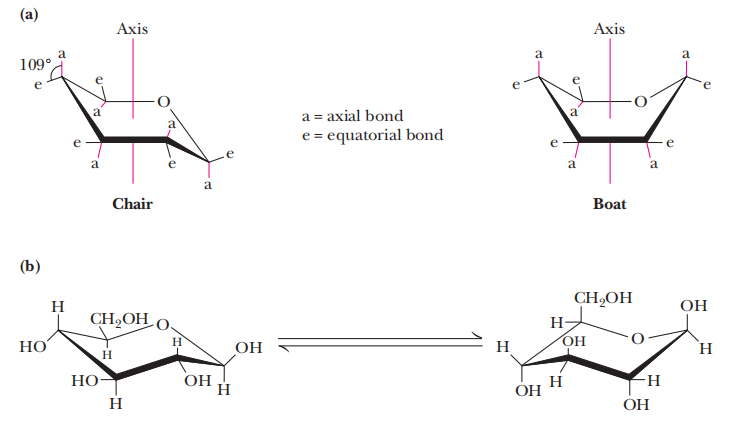 (a)
Axis
Axis
109°
a
a
a
e
e
e
e
e
a
O
a
O
a
a = axial bond
e = equatorial bond
e
e
e
e
a
e
a
a
a
a
Chair
Boat
(b)
H
CH₂OH
O
HO
H
H
OH
HO
OH
H
H
CH₂OH
OH
H
OH
O
H
H
H
H
OH
OH